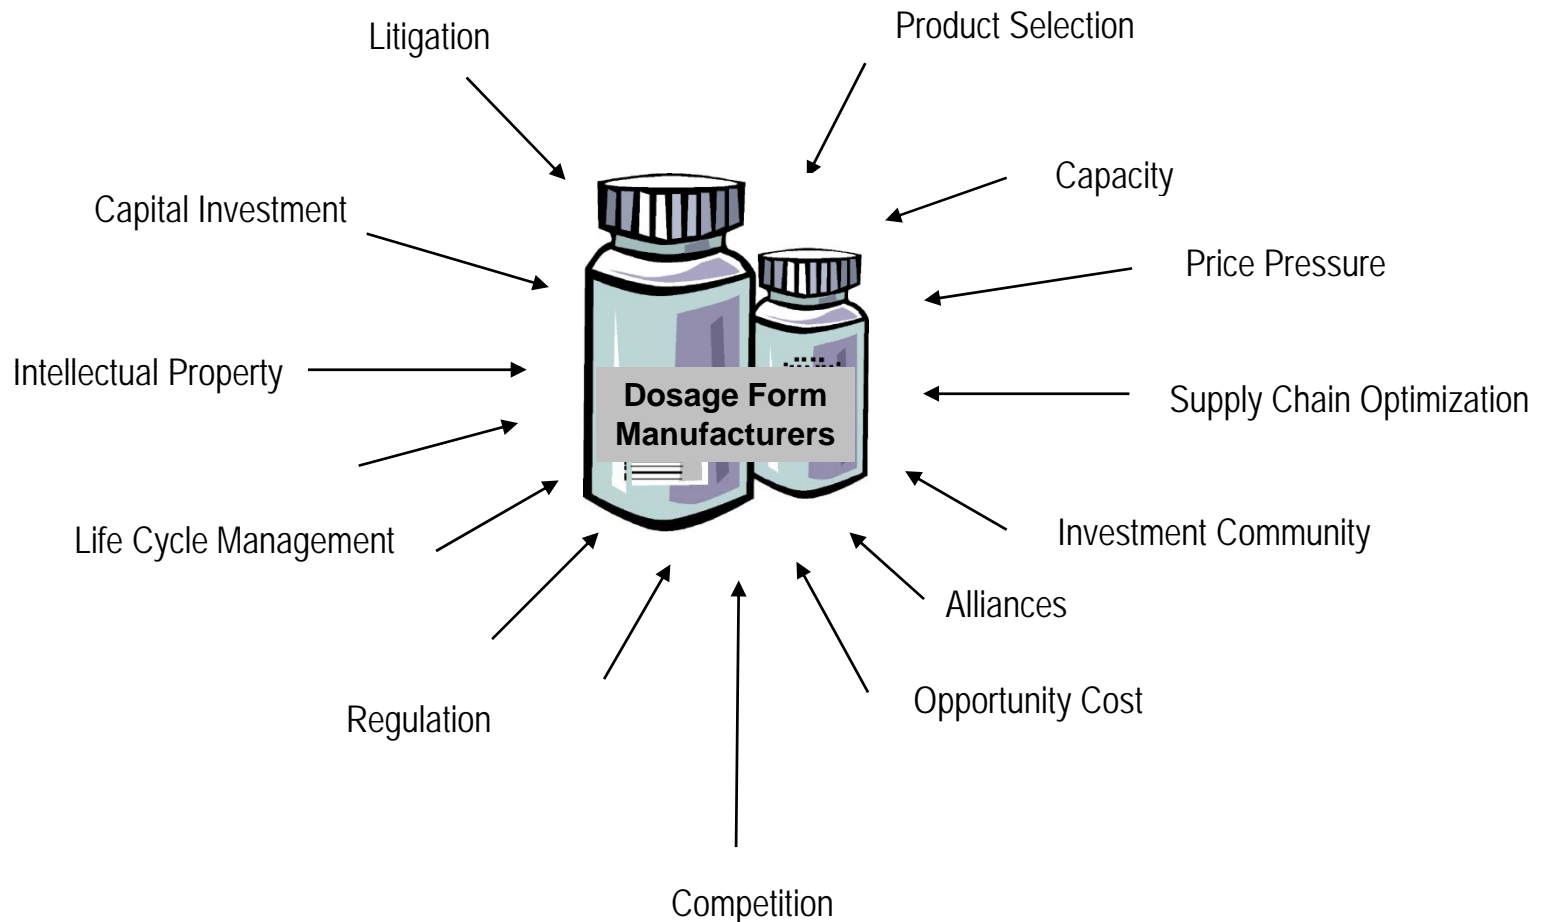 Litigation
Product Selection
Capacity
Capital Investment
Price Pressure
Intellectual Property
Dosage Form
Manufacturers
Supply Chain Optimization
Life Cycle Management
Investment Community
Alliances
Opportunity Cost
Regulation
Competition